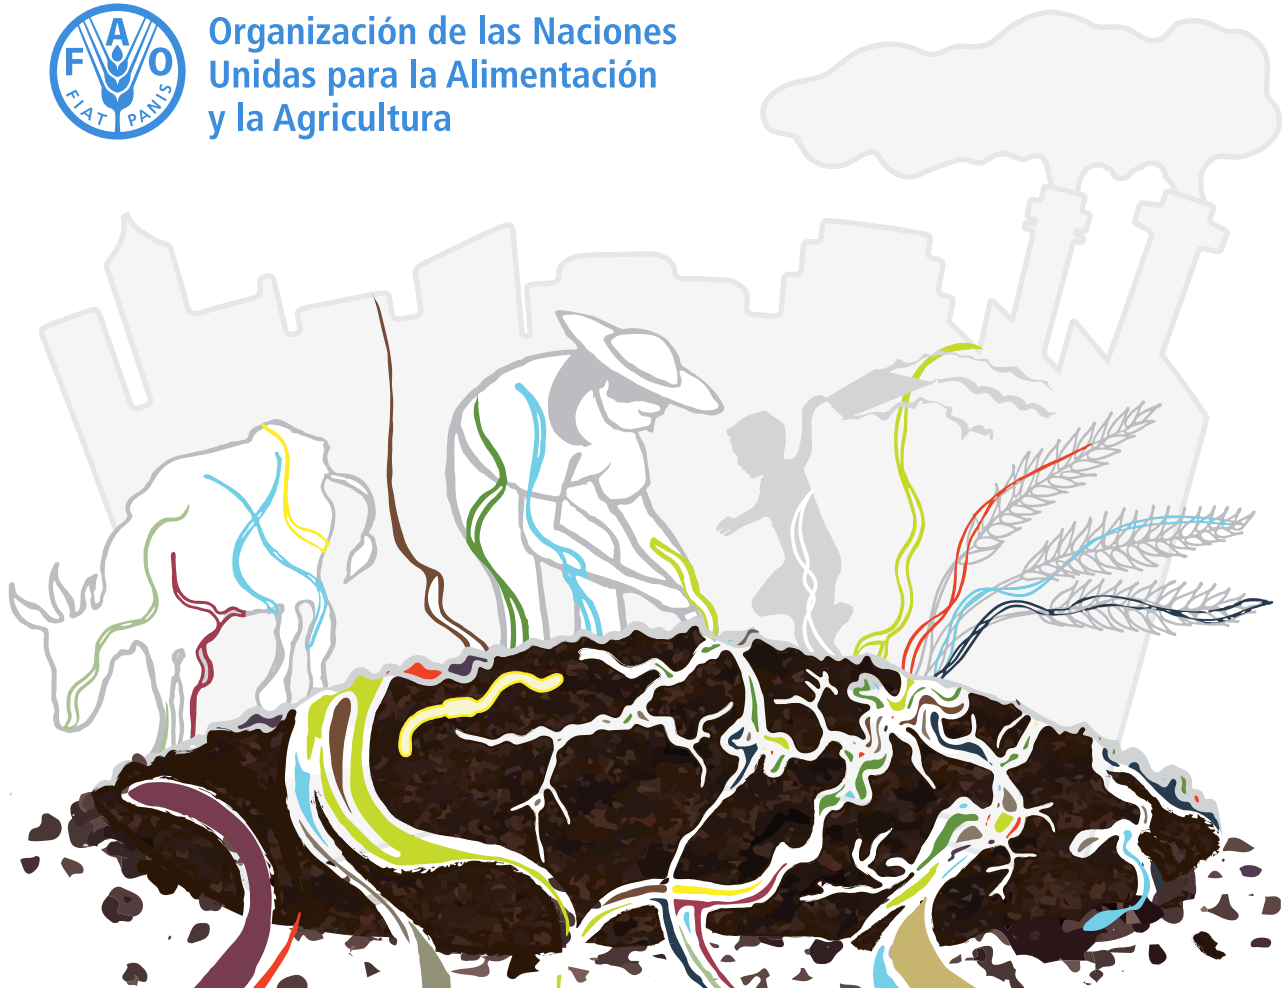 F A O
FIAT PANIS
Organización de las Naciones
Unidas para la Alimentación
y la Agricultura